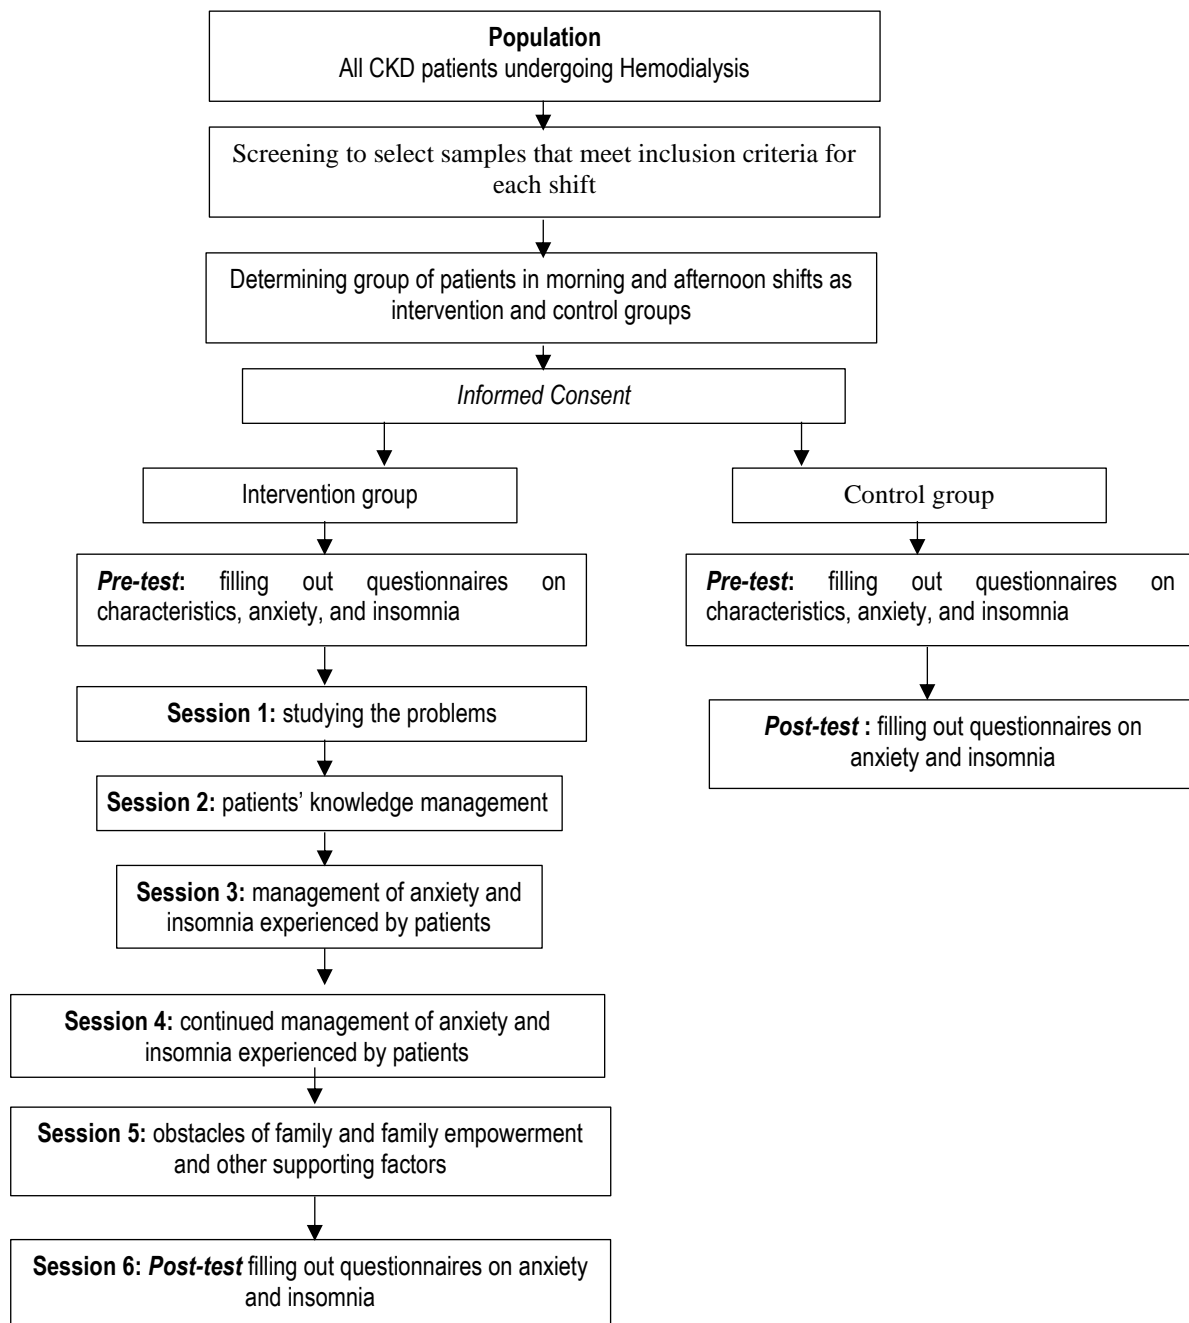 Population
All CKD patients undergoing Hemodialysis
Screening to select samples that meet inclusion criteria for
each shift
Determining group of patients in morning and afternoon shifts as
intervention and control groups
Informed Consent
Intervention group
Control group
Pre-test: filling out questionnaires on
characteristics, anxiety, and insomnia
Pre-test: filling out questionnaires on
characteristics, anxiety, and insomnia
Session 1: studying the problems
Post-test : filling out questionnaires on
anxiety and insomnia
Session 2: patients’ knowledge management
Session 3: management of anxiety and
insomnia experienced by patients
Session 4: continued management of anxiety and
insomnia experienced by patients
Session 5: obstacles of family and family empowerment
and other supporting factors
Session 6: Post-test filling out questionnaires on anxiety
and insomnia